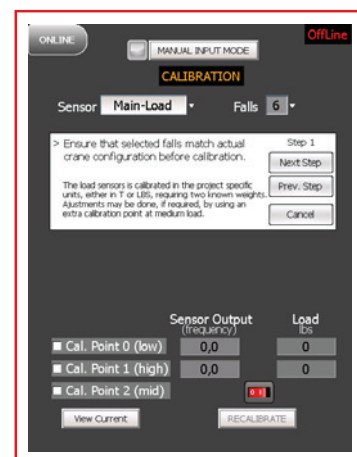 ONLINE
OffLine
MANUAL INPUT MODE
CALIBRATION
Sensor Main-Load Falls 6
> Ensure that selected falls match actual
crane configuration before calibration.
The load sensors is calibrated in the project specific
units, either in T or LBS, requiring two known weights.
Ajustments may be done, if required, by using an
extra calibration point at medium load.
Step 1
Next Step
Prev. Step
Cancel
Sensor Output Load
(frequency) lbs
Cal. Point 0 (low) 0,0 0
Cal. Point 1 (high) 0,0 0
Cal. Point 2 (mid)
View Current RECALIBRATE